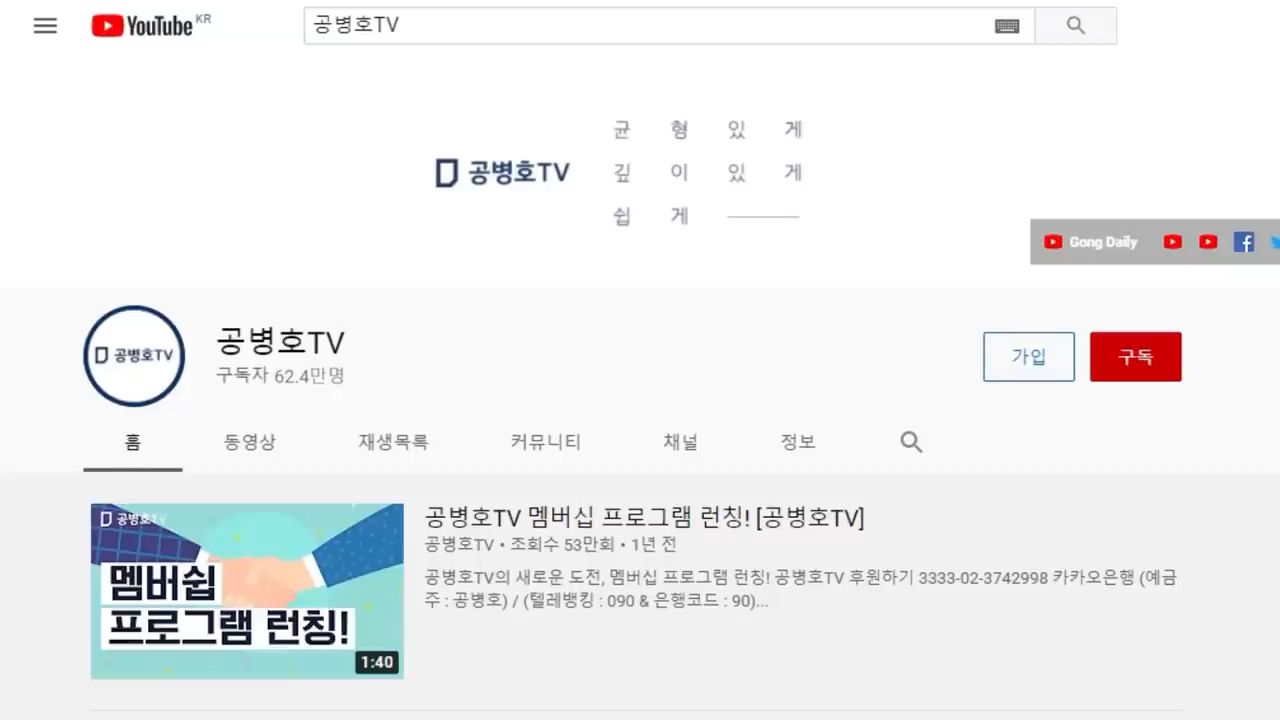 YouTube KR
공병호TV
균 형 있 게
공병호TV
깊 이 있 게
쉽 게
Gong Daily
공병호TV
공병호TV
구독자 62.4만명
가입
구독
홈 동영상 재생목록 커뮤니티 채널 정보
공병호TV
멤버쉽
프로그램 런칭!
1:40
공병호TV 멤버십 프로그램 런칭! [공병호TV]
공병호TV • 조회수 53만회 • 1년 전
공병호TV의 새로운 도전, 멤버십 프로그램 런칭! 공병호TV 후원하기 3333-02-3742998 카카오은행 (예금
주 : 공병호) / (텔레뱅킹 : 090 & 은행코드 : 90)...